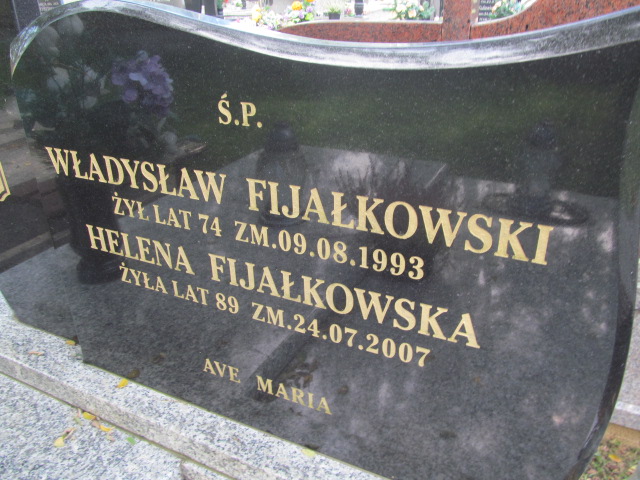 Ś.P.
WŁADYSŁAW FIJAŁKOWSKI
ŻYŁ LAT 74 ZM.09.08.1993
HELENA FIJAŁKOWSKA
ŻYŁA LAT 89 ZM.24.07.2007
AVE MARIA